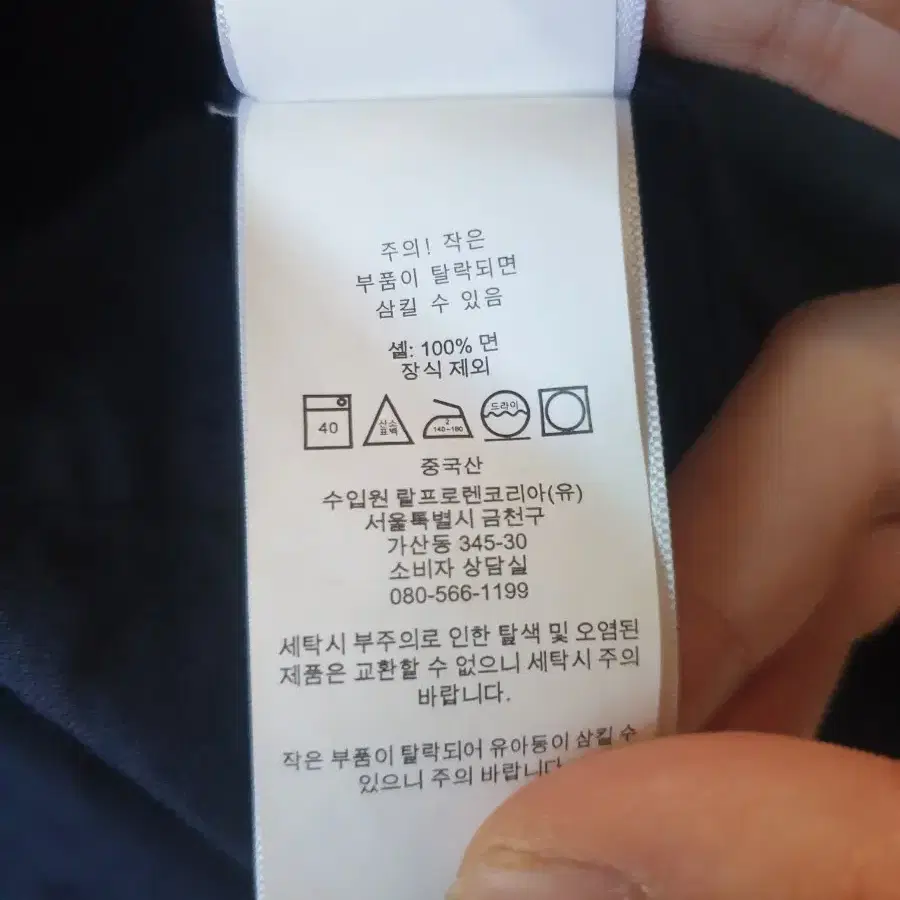 주의! 작은
부품이 탈락되면
삼킬 수 있음
셸: 100% 면
장식 제외
40 산소 표백 2 140~160 드라이
중국산
수입원 랄프로렌코리아(유)
서울특별시 금천구
가산동 345-30
소비자 상담실
080-566-1199
세탁시 부주의로 인한 탈색 및 오염된
제품은 교환할 수 없으니 세탁시 주의
바랍니다.
작은 부품이 탈락되어 유아동이 삼킬 수
있으니 주의 바랍니다